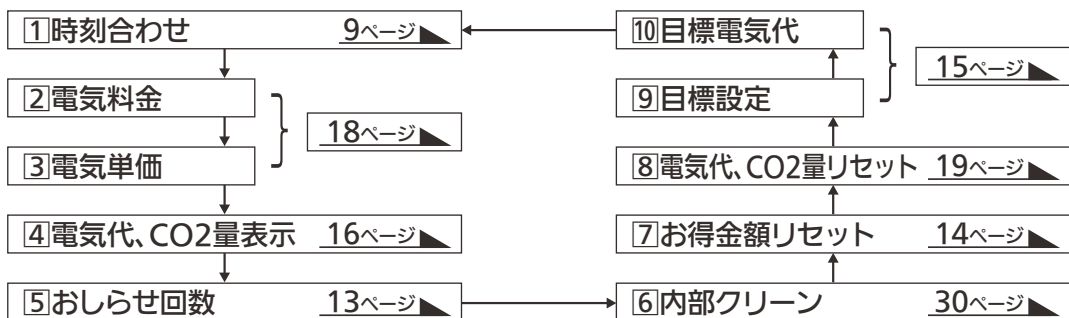 1時刻合わせ 9ページ
2電気料金
18ページ
3電気単価
4電気代、CO2量表示 16ページ
5おしらせ回数 13ページ
6内部クリーン 30ページ
7お得金額リセット 14ページ
8電気代、CO2量リセット 19ページ
9目標設定
15ページ
10目標電気代